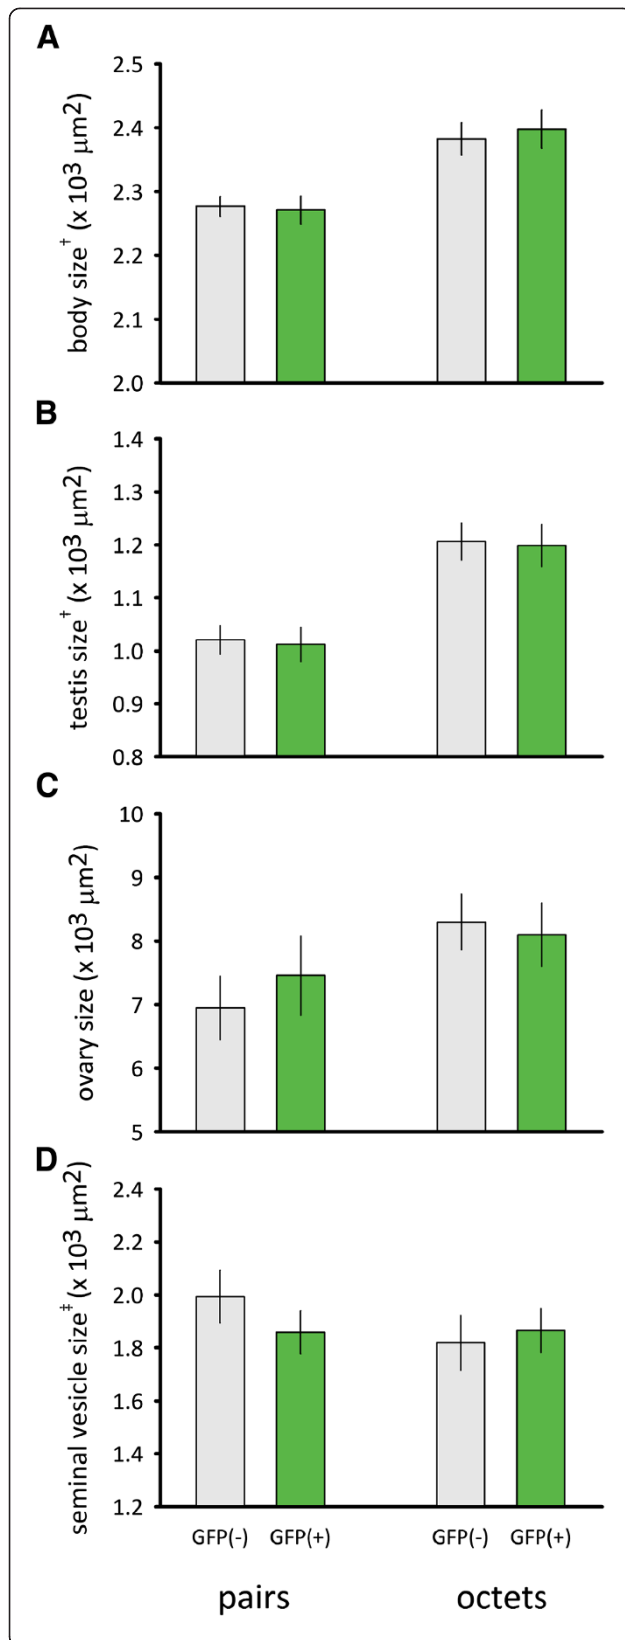 A
2.5
2.4
2.3
2.2
2.1
2.0
body size† (x 10³ µm²)
B
1.4
1.3
1.2
1.1
1.0
0.9
0.8
testis size† (x 10³ µm²)
C
10
9
8
7
6
5
ovary size (x 10³ µm²)
D
2.4
2.2
2.0
1.8
1.6
1.4
1.2
seminal vesicle size‡ (x 10³ µm²)
GFP(-) GFP(+) GFP(-) GFP(+)
pairs octets